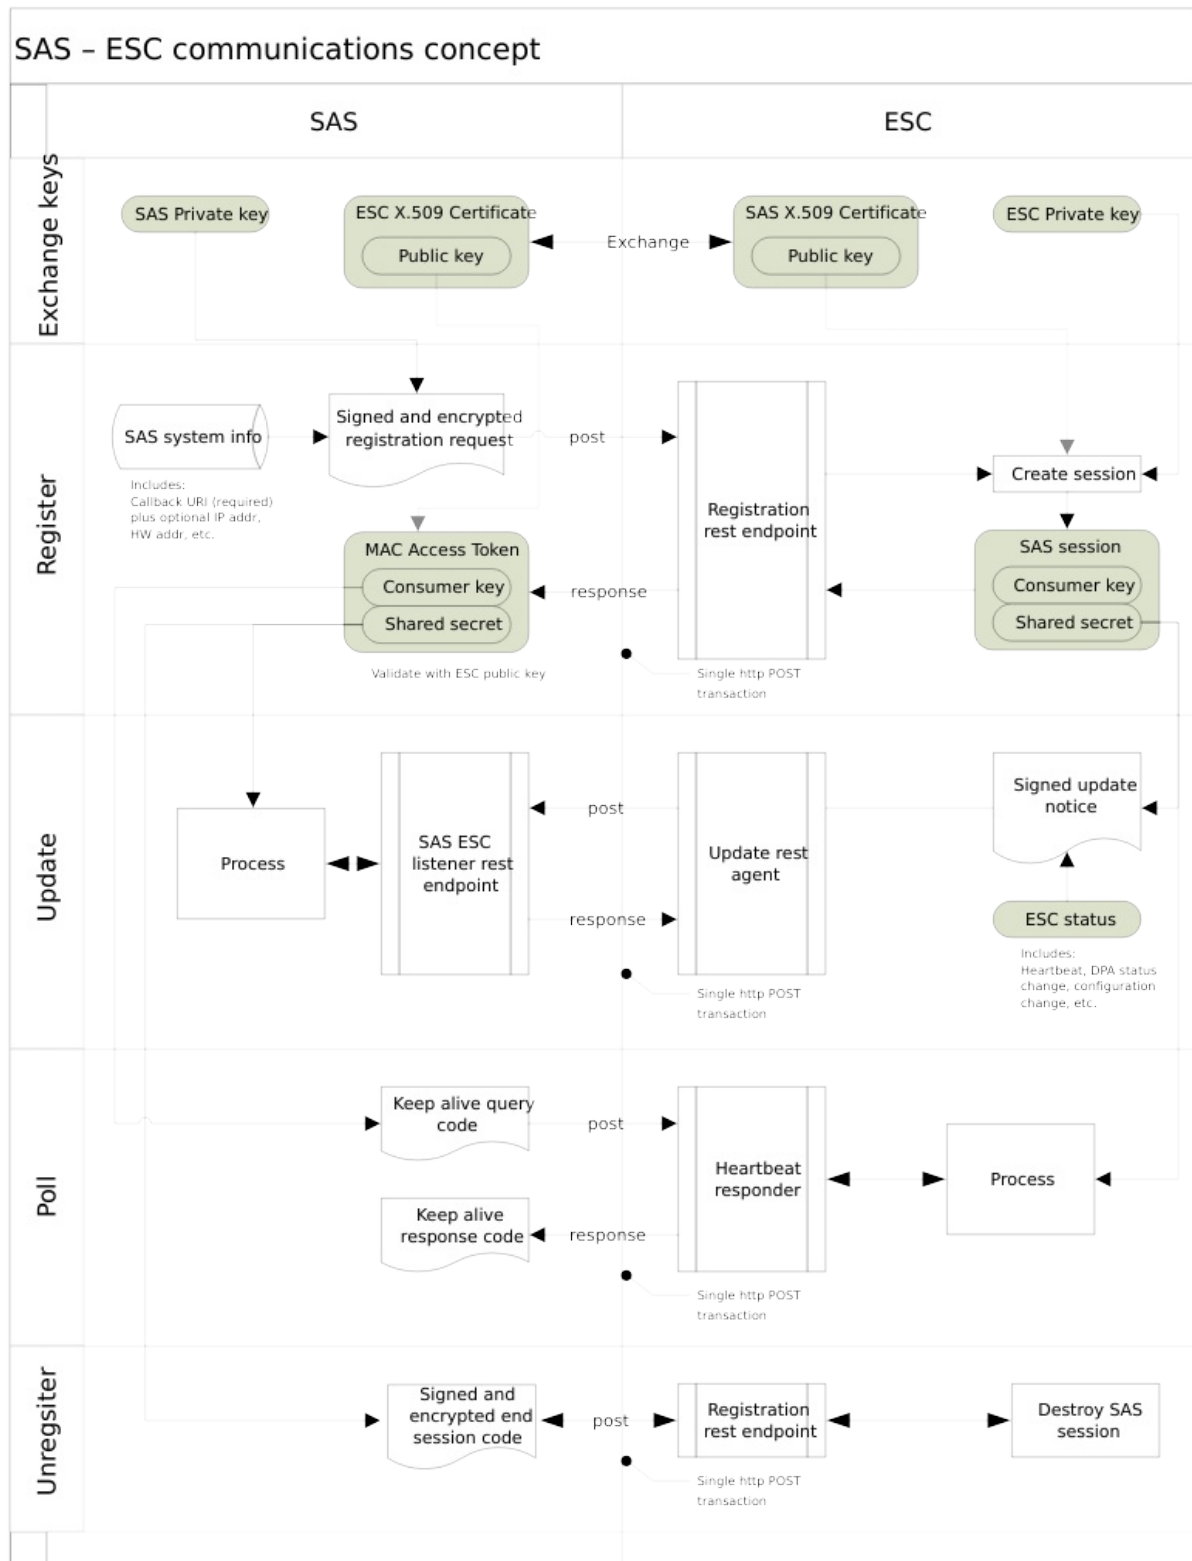 SAS – ESC communications concept
SAS
ESC
Exchange keys
SAS Private key
ESC X.509 Certificate
Public key
Exchange
SAS X.509 Certificate
Public key
ESC Private key
Register
SAS system info
Includes:
Callback URI (required)
plus optional IP addr,
HW addr, etc.
Signed and encrypted
registration request
post
Registration
rest endpoint
Create session
MAC Access Token
Consumer key
Shared secret
Validate with ESC public key
response
SAS session
Consumer key
Shared secret
Single http POST
transaction
Update
Process
SAS ESC
listener rest
endpoint
post
response
Update rest
agent
Signed update
notice
ESC status
Includes:
Heartbeat, DPA status
change, configuration
change, etc.
Single http POST
transaction
Poll
Keep alive query
code
post
Keep alive
response code
response
Heartbeat
responder
Process
Single http POST
transaction
Unregsiter
Signed and
encrypted end
session code
post
Registration
rest endpoint
Destroy SAS
session
Single http POST
transaction